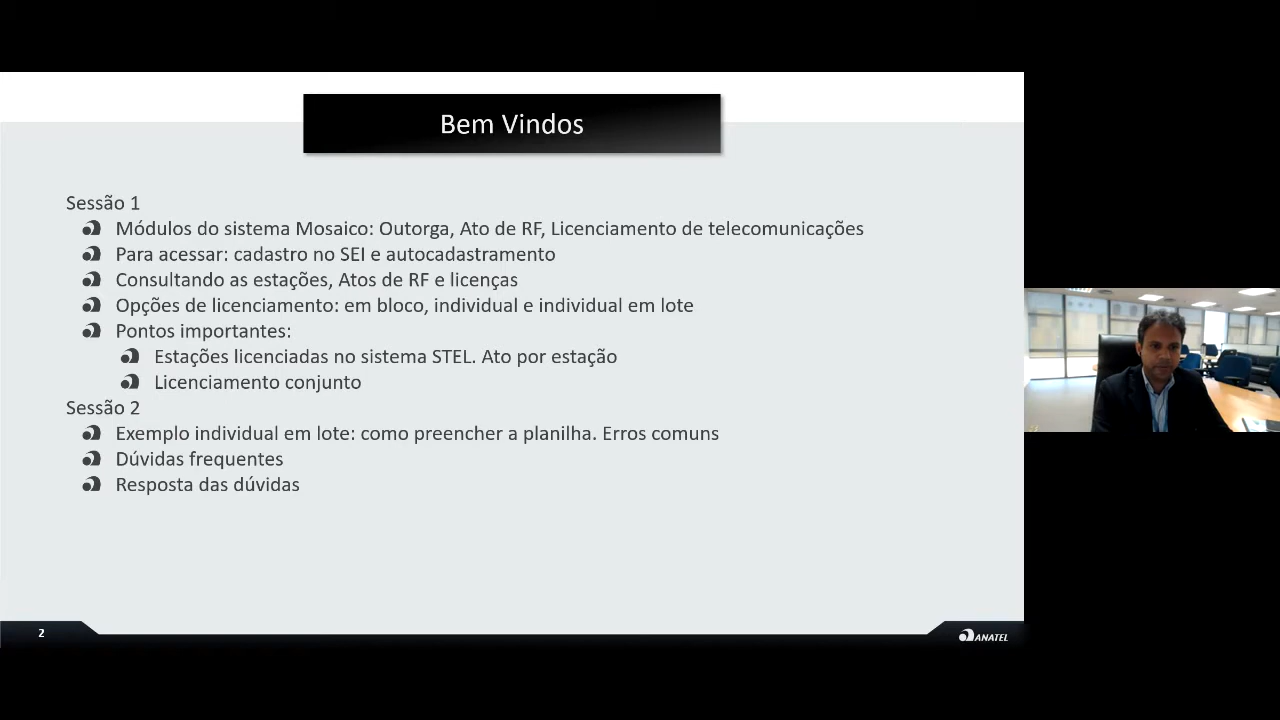 Bem Vindos
Sessão 1
Módulos do sistema Mosaico: Outorga, Ato de RF, Licenciamento de telecomunicações
Para acessar: cadastro no SEI e autocadastramento
Consultando as estações, Atos de RF e licenças
Opções de licenciamento: em bloco, individual e individual em lote
Pontos importantes:
Estações licenciadas no sistema STEL. Ato por estação
Licenciamento conjunto
Sessão 2
Exemplo individual em lote: como preencher a planilha. Erros comuns
Dúvidas frequentes
Resposta das dúvidas
2
ANATEL